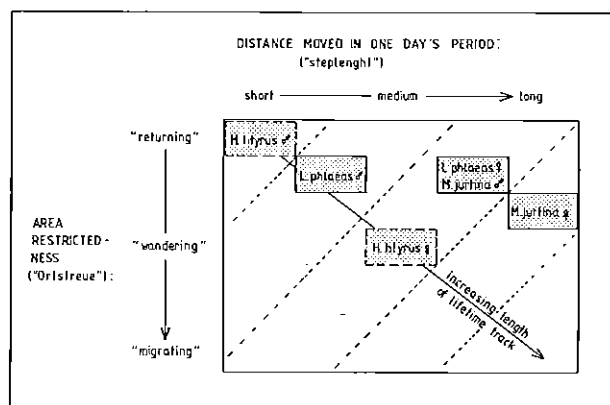 DISTANCE MOVED IN ONE DAY'S PERIOD:
("steplenght")
short medium long
"returning"
H. tityrus ♂
L. phlaeas ♂
L. phlaeas ♀
M. jurtina ♂
M. jurtina ♀
AREA
RESTRICTED-
NESS
("Ortstreue"):
"wandering"
H. tityrus ♀
increasing length
of lifetime track
"migrating"